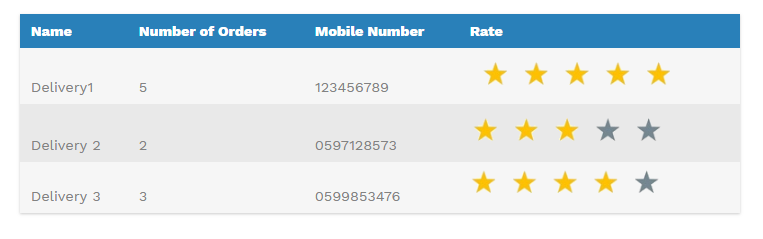 Name Number of Orders Mobile Number Rate
Delivery1 5 123456789
Delivery 2 2 0597128573
Delivery 3 3 0599853476